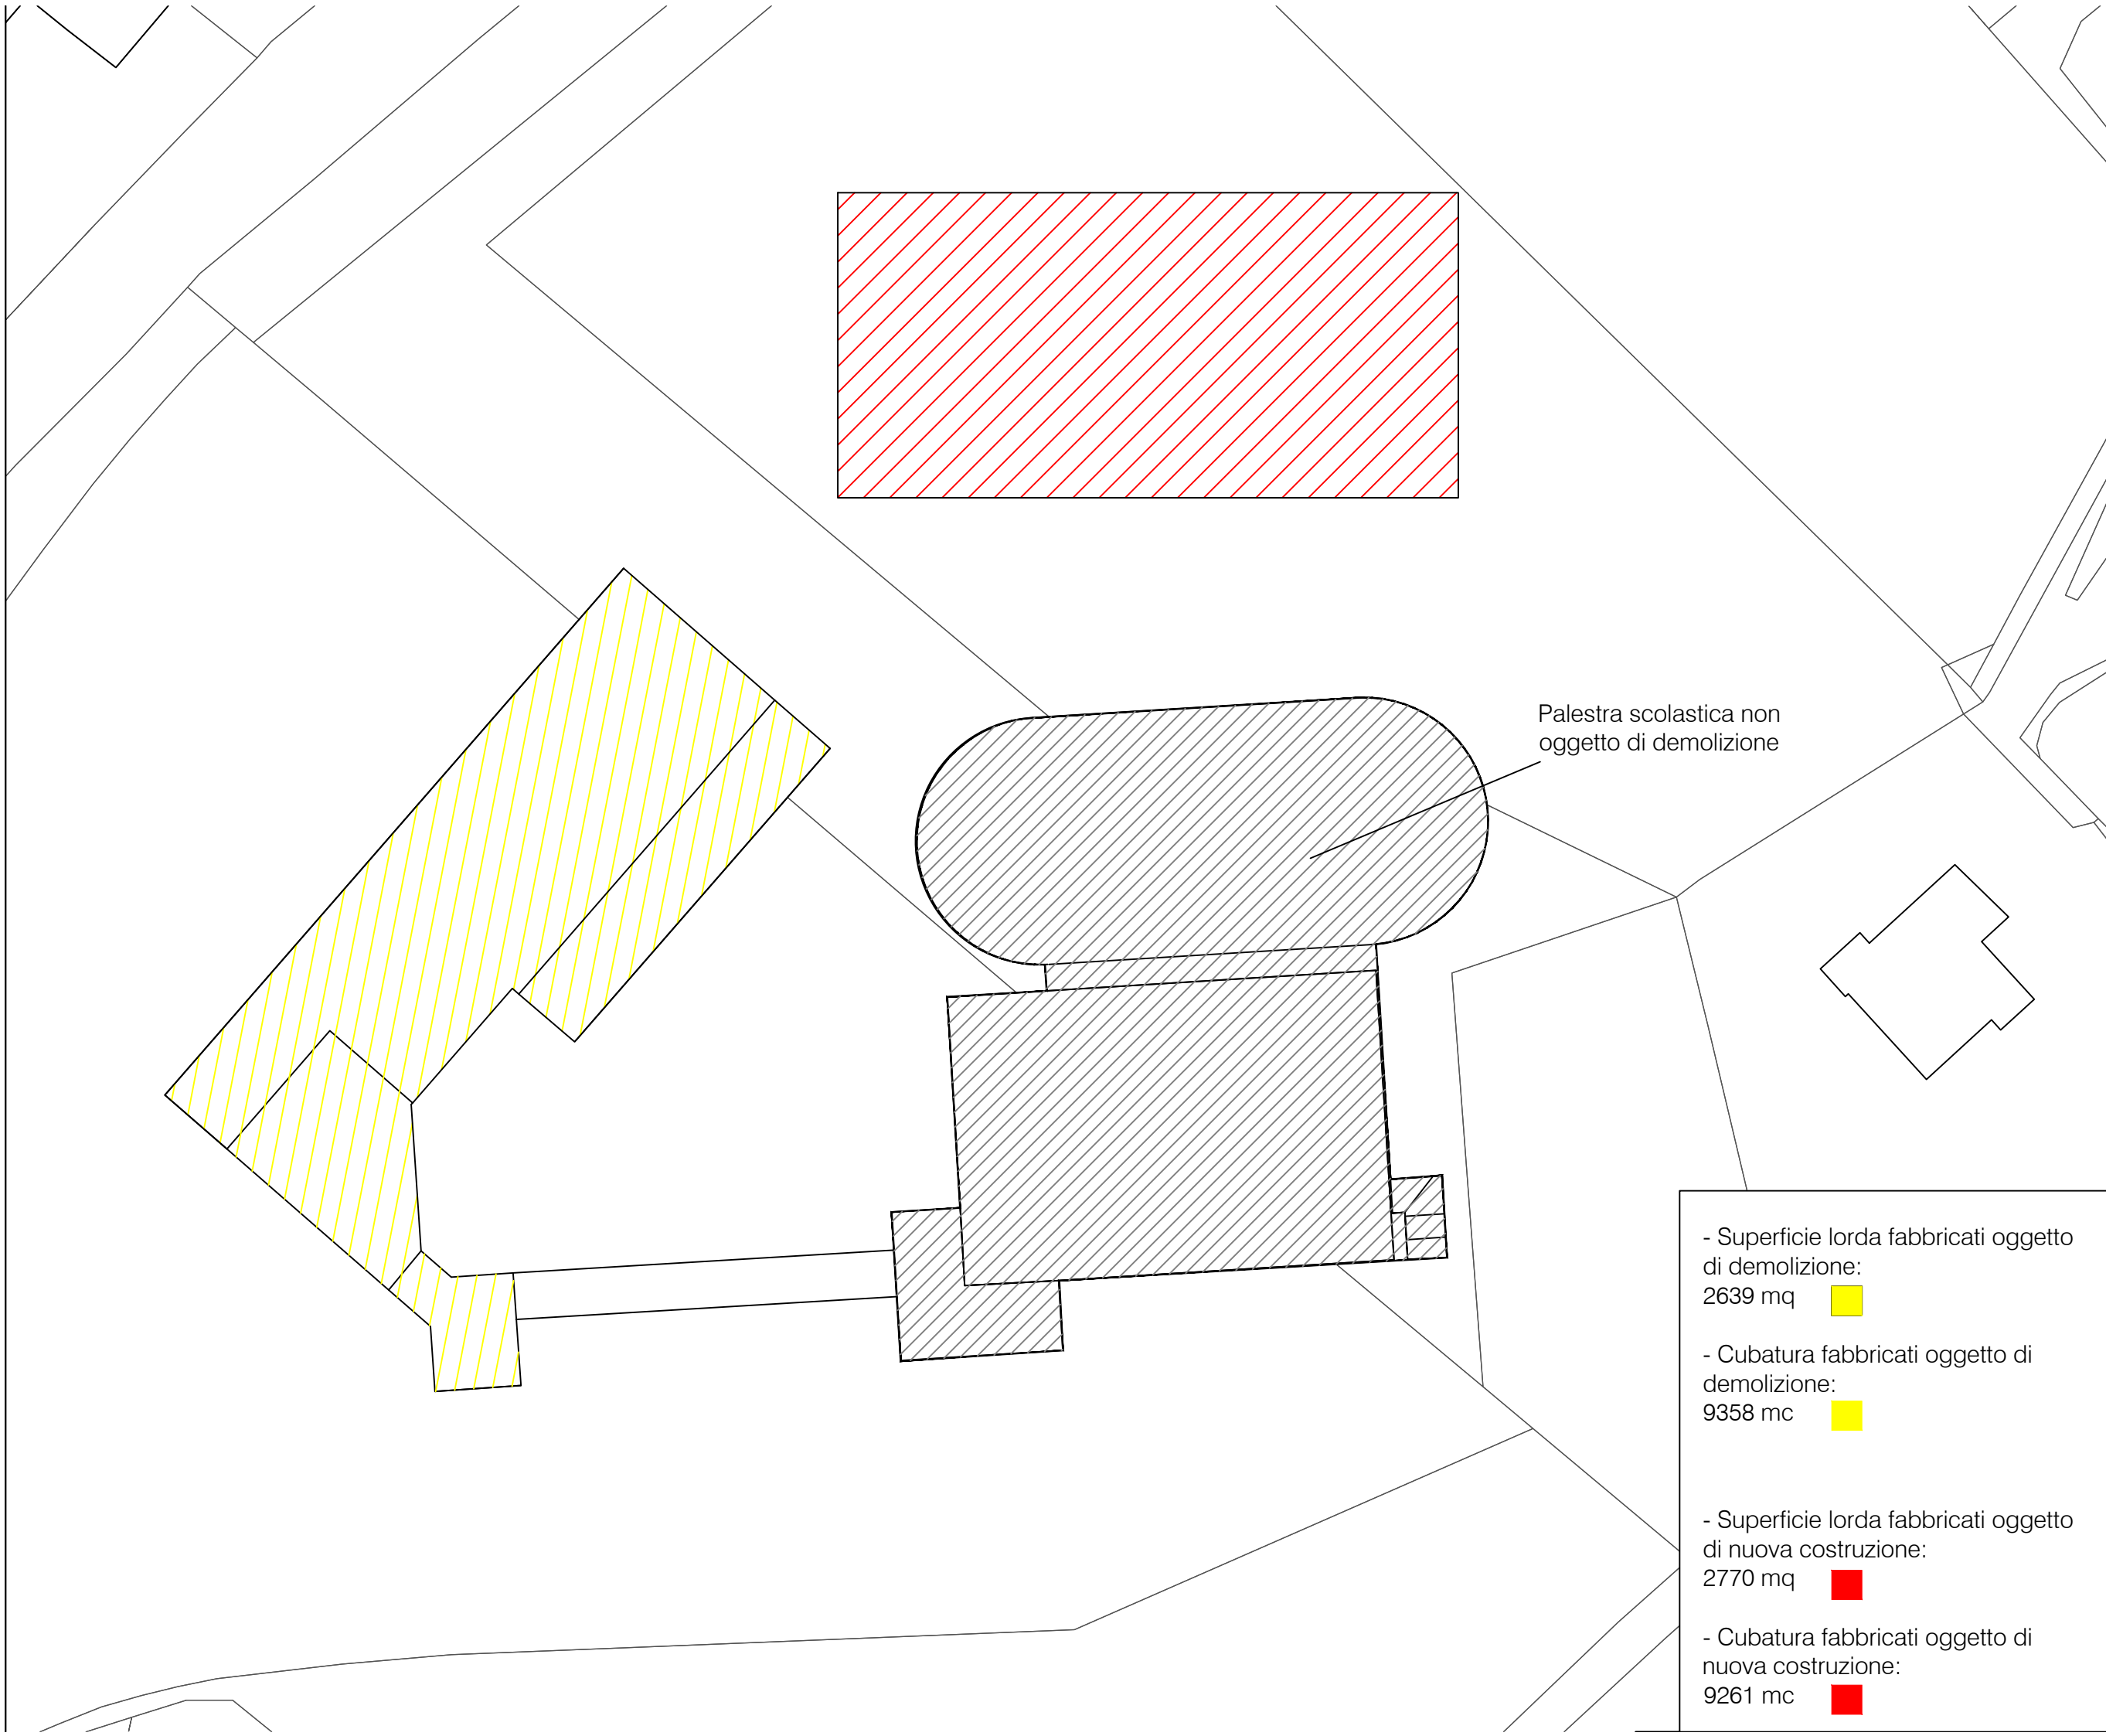 Palestra scolastica non
oggetto di demolizione
- Superficie lorda fabbricati oggetto
di demolizione:
2639 mq
- Cubatura fabbricati oggetto di
demolizione:
9358 mc
- Superficie lorda fabbricati oggetto
di nuova costruzione:
2770 mq
- Cubatura fabbricati oggetto di
nuova costruzione:
9261 mc